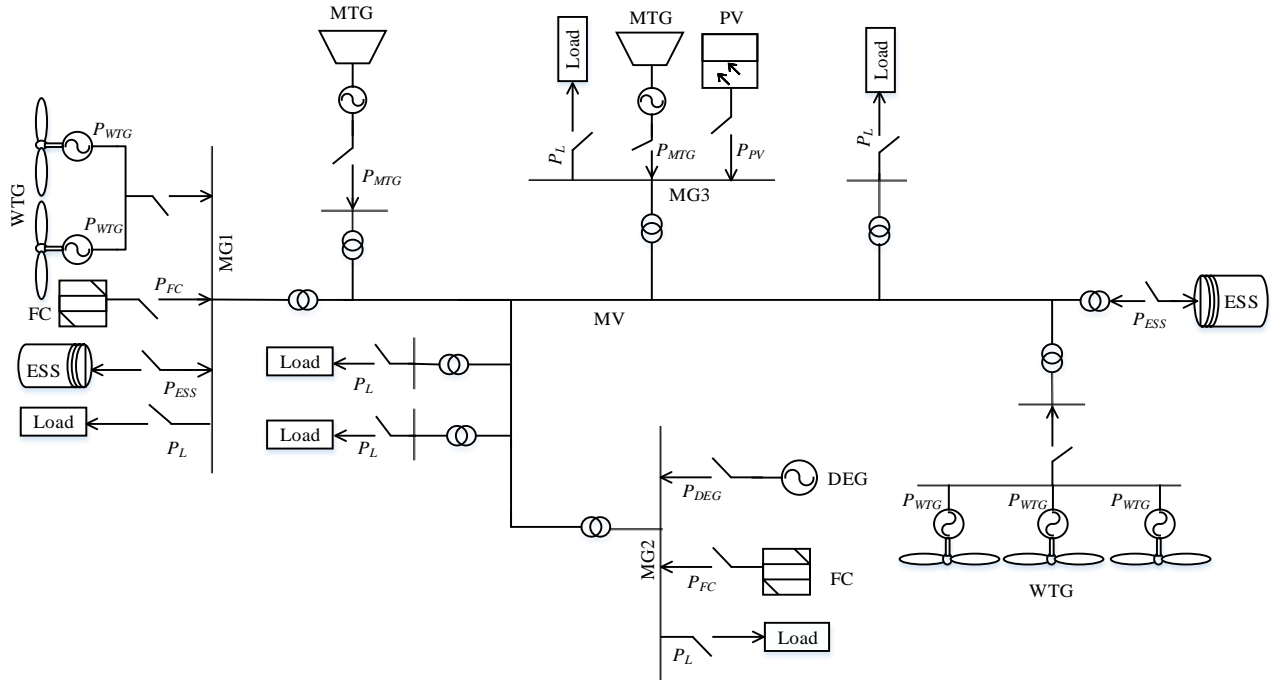 MTG
MTG
PV
Load
Load
P_WTG
P_L
P_MTG
P_PV
P_L
P_MTG
WTG
P_WTG
MG1
MG3
P_FC
FC
MV
P_ESS
ESS
ESS
P_ESS
Load
P_L
Load
P_L
Load
P_L
P_DEG
DEG
P_WTG
P_WTG
P_WTG
MG2
P_FC
FC
WTG
P_L
Load